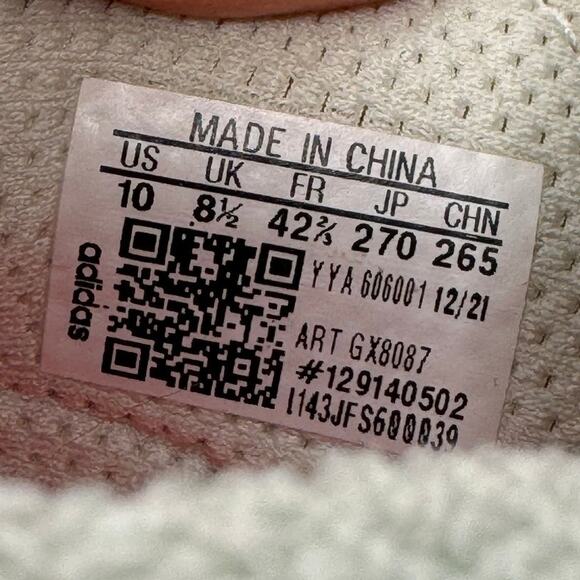 MADE IN CHINA
US UK FR JP CHN
10 8½ 42⅔ 270 265
YYA 606001 12/21
ART GX8087
#129140502
I143JFS600039
adidas